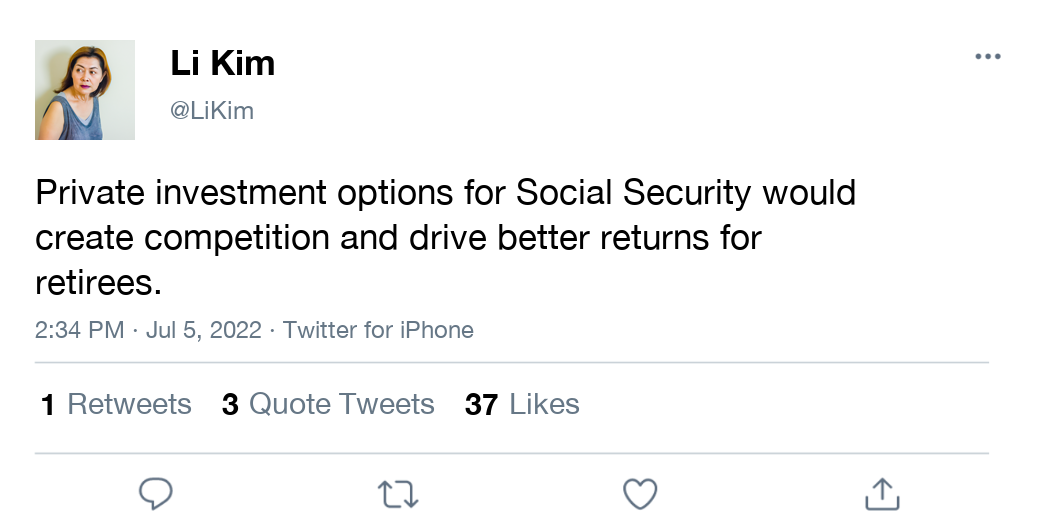 Li Kim
@LiKim
Private investment options for Social Security would
create competition and drive better returns for
retirees.
2:34 PM · Jul 5, 2022 · Twitter for iPhone
1 Retweets 3 Quote Tweets 37 Likes